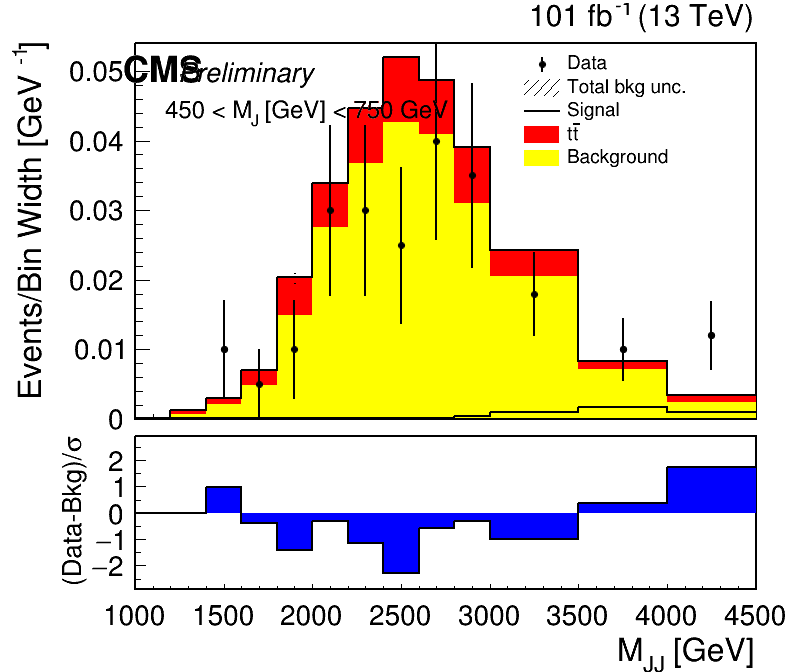 101 fb⁻¹ (13 TeV)
CMS Preliminary
450 < M_J [GeV] < 750 GeV
Data
Total bkg unc.
Signal
tt̄
Background
Events/Bin Width [GeV⁻¹]
0.05
0.04
0.03
0.02
0.01
0
(Data-Bkg)/σ
2
1
0
−1
−2
1000 1500 2000 2500 3000 3500 4000 4500
M_JJ [GeV]